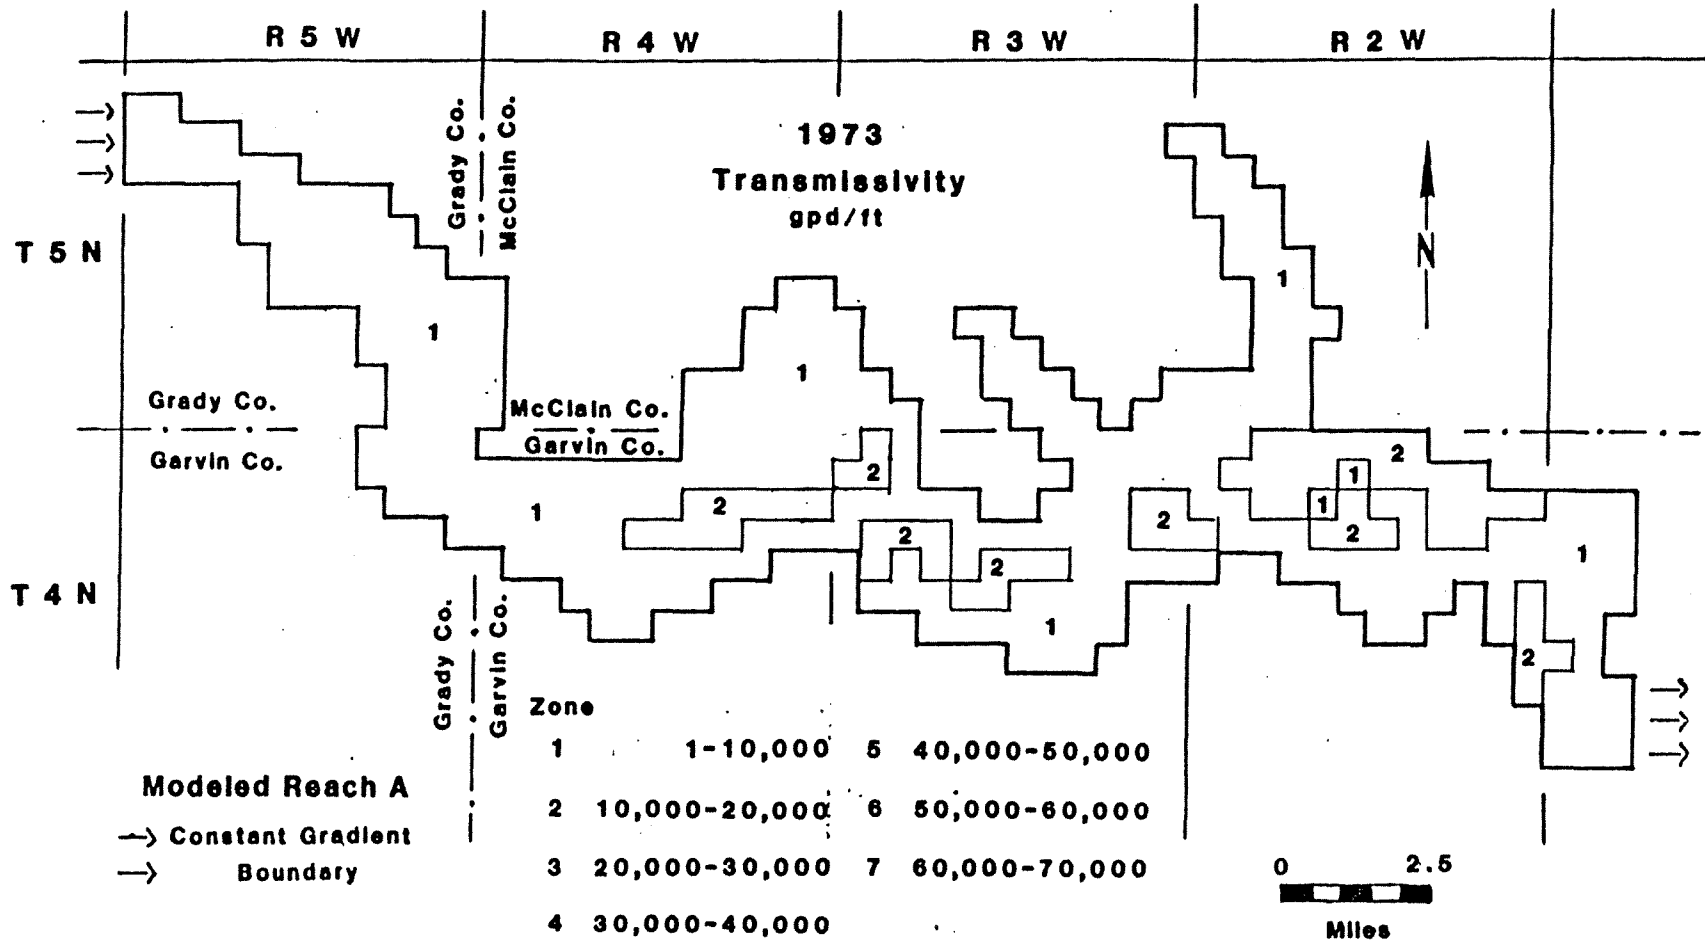 R 5 W R 4 W R 3 W R 2 W
Grady Co.
McClain Co.
1973
Transmissivity
gpd/ft
N
T 5 N
1
1
1
Grady Co.
Garvin Co.
McClain Co.
Garvin Co.
2
2
1
2
2
1
2
2
1
1
2
1
2
T 4 N
Grady Co.
Garvin Co.
Zone
1 1-10,000 5 40,000-50,000
2 10,000-20,000 6 50,000-60,000
3 20,000-30,000 7 60,000-70,000
4 30,000-40,000
Modeled Reach A
Constant Gradient
Boundary
0 2.5
Miles